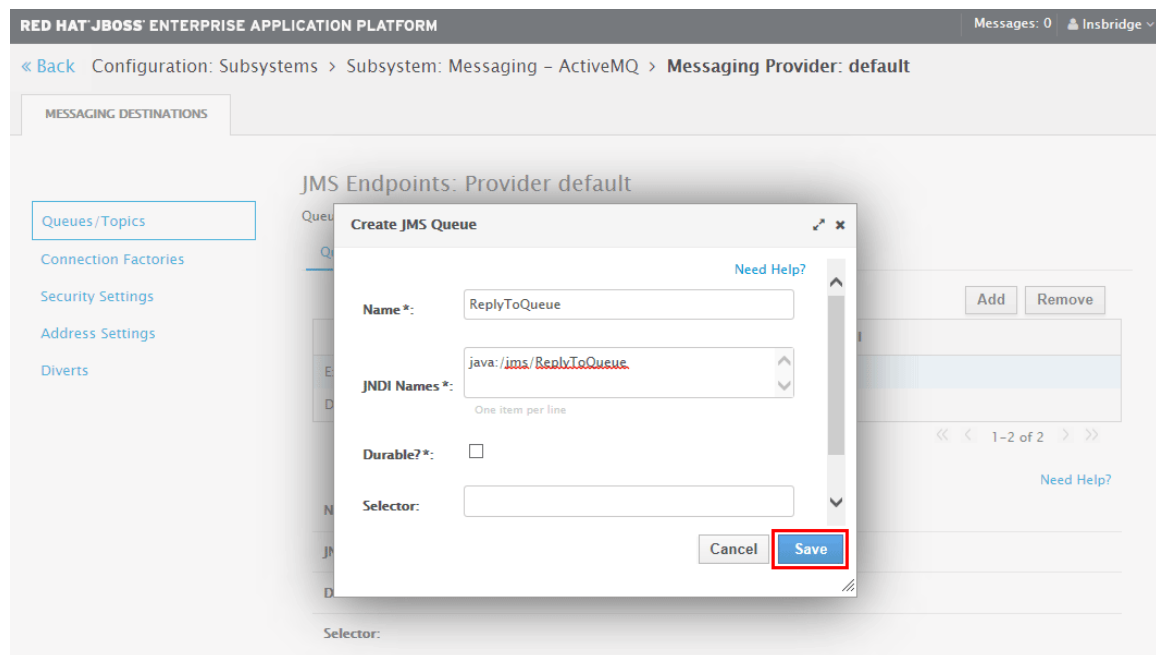 RED HAT JBOSS ENTERPRISE APPLICATION PLATFORM
Messages: 0 Insbridge
« Back Configuration: Subsystems > Subsystem: Messaging – ActiveMQ > Messaging Provider: default
MESSAGING DESTINATIONS
JMS Endpoints: Provider default
Queues/Topics
Connection Factories
Security Settings
Address Settings
Diverts
Create JMS Queue
Need Help?
Name*: ReplyToQueue
JNDI Names*: java:/jms/ReplyToQueue
One item per line
Durable?*:
Selector:
Cancel Save
Add Remove
« < 1-2 of 2 > »
Need Help?
Selector: